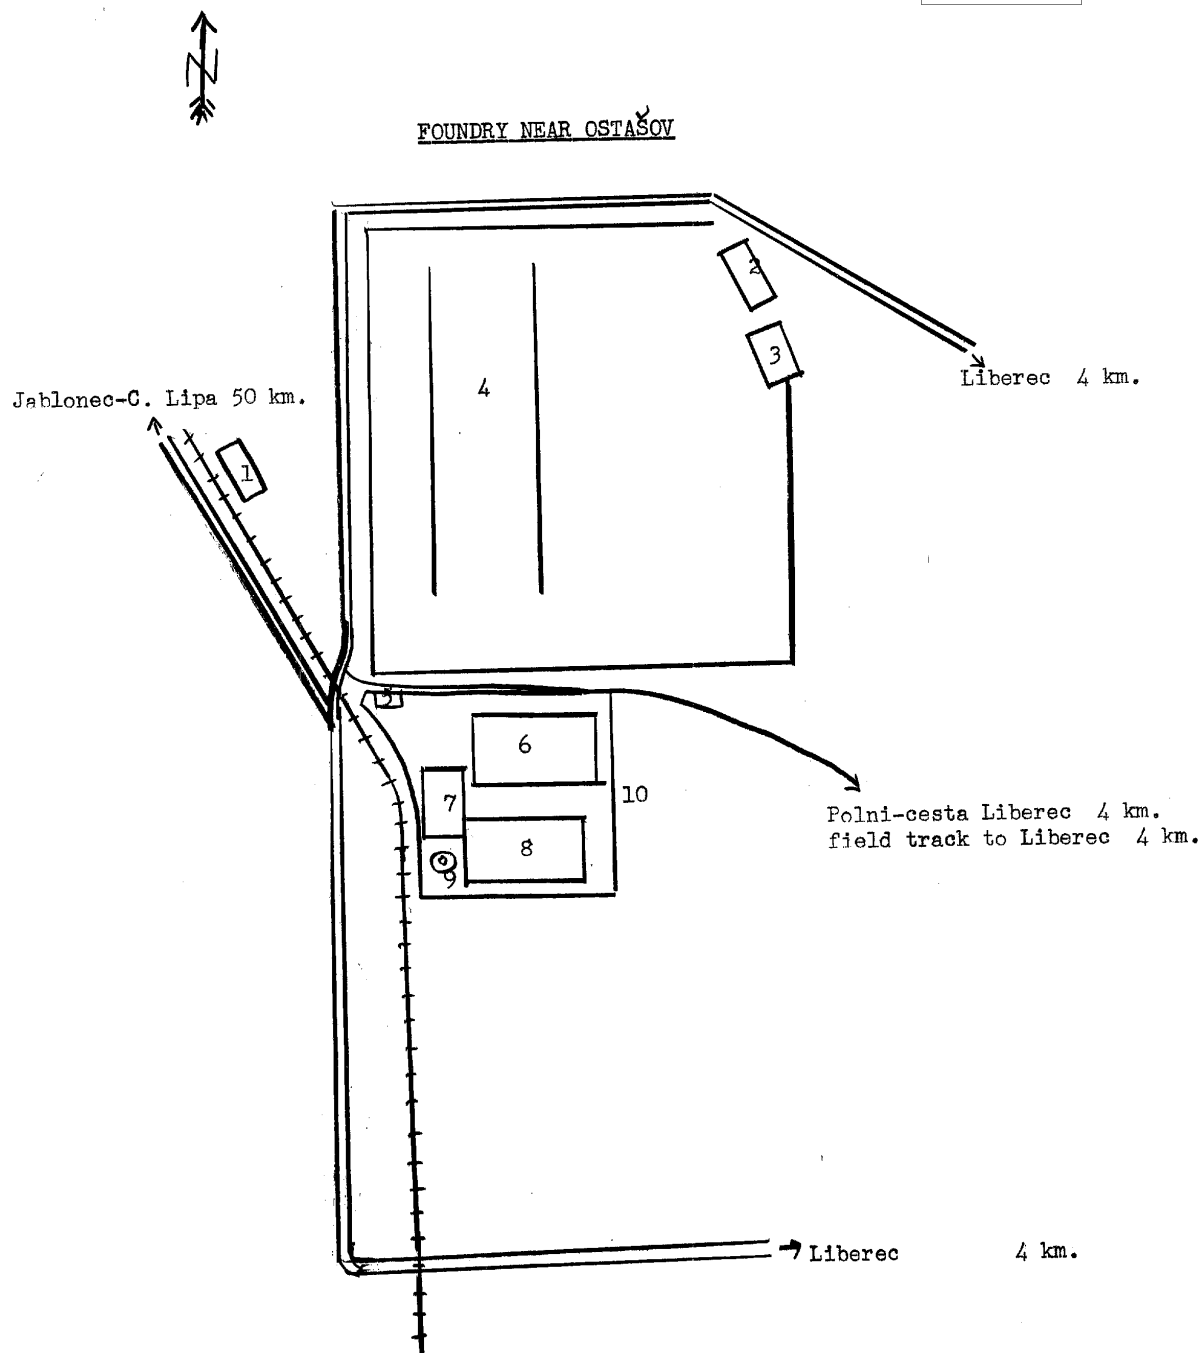 N
FOUNDRY NEAR OSTAŠOV
2
3
Liberec 4 km.
4
Jablonec-C. Lipa 50 km.
1
5
6
10
7
Polni-cesta Liberec 4 km.
field track to Liberec 4 km.
8
9
Liberec 4 km.